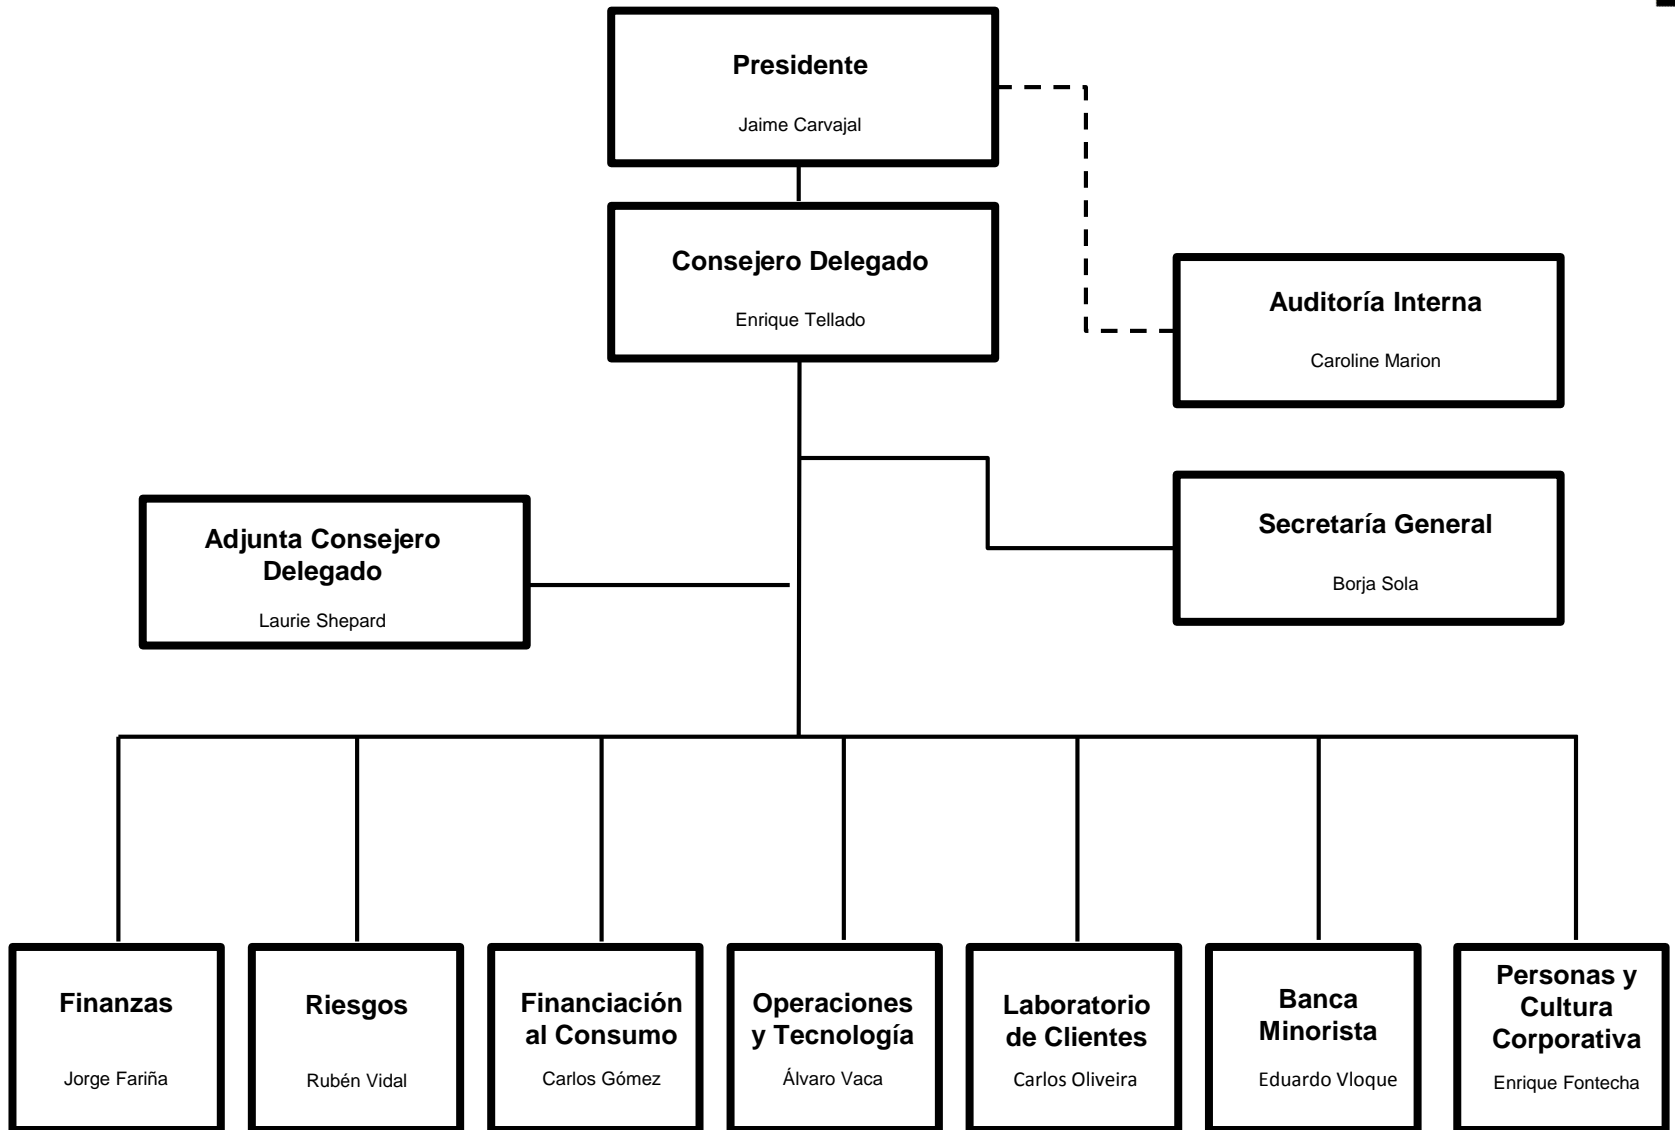 Presidente
Jaime Carvajal
Consejero Delegado
Enrique Tellado
Auditoría Interna
Caroline Marion
Secretaría General
Borja Sola
Adjunta Consejero
Delegado
Laurie Shepard
Finanzas
Jorge Fariña
Riesgos
Rubén Vidal
Financiación
al Consumo
Carlos Gómez
Operaciones
y Tecnología
Álvaro Vaca
Laboratorio
de Clientes
Carlos Oliveira
Banca
Minorista
Eduardo Vloque
Personas y
Cultura
Corporativa
Enrique Fontecha